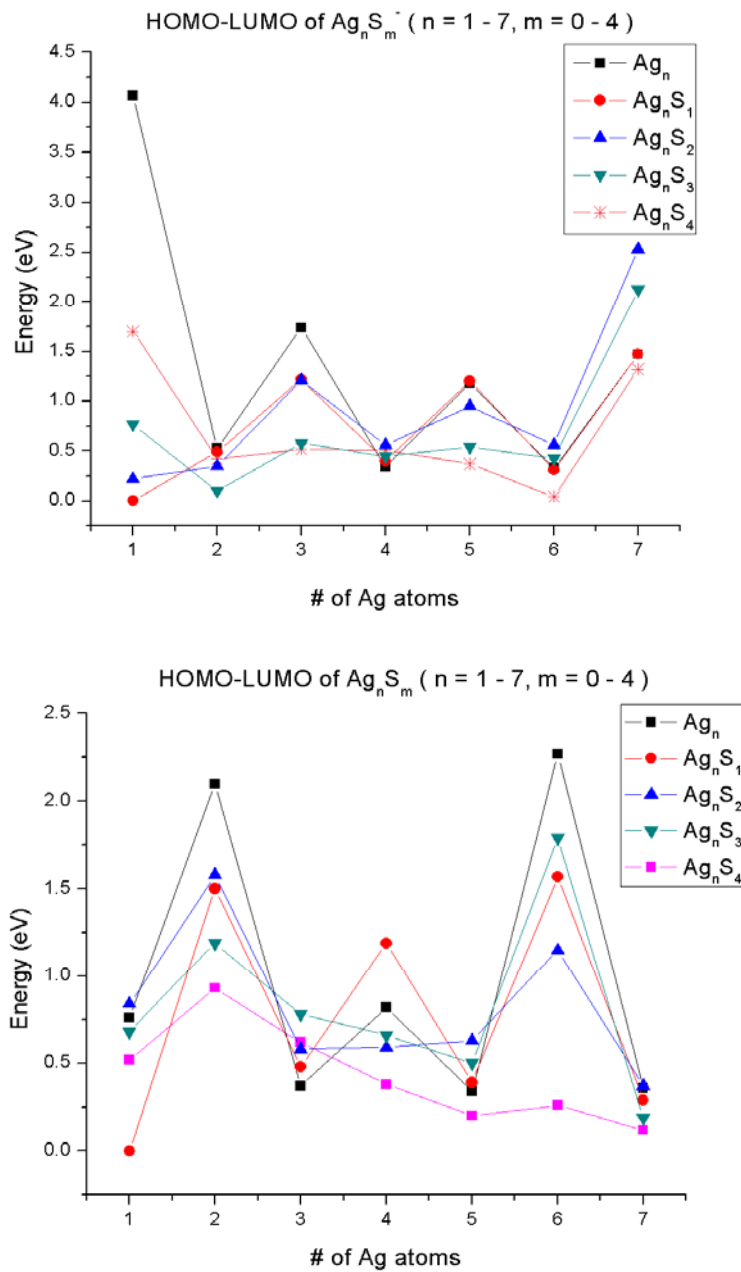 HOMO-LUMO of AgₙSₘ⁻ ( n = 1 - 7, m = 0 - 4 )
4.5
4.0
3.5
3.0
2.5
2.0
1.5
1.0
0.5
0.0
Energy (eV)
Agₙ
AgₙS₁
AgₙS₂
AgₙS₃
AgₙS₄
1 2 3 4 5 6 7
# of Ag atoms
HOMO-LUMO of AgₙSₘ ( n = 1 - 7, m = 0 - 4 )
2.5
2.0
1.5
1.0
0.5
0.0
Energy (eV)
Agₙ
AgₙS₁
AgₙS₂
AgₙS₃
AgₙS₄
1 2 3 4 5 6 7
# of Ag atoms